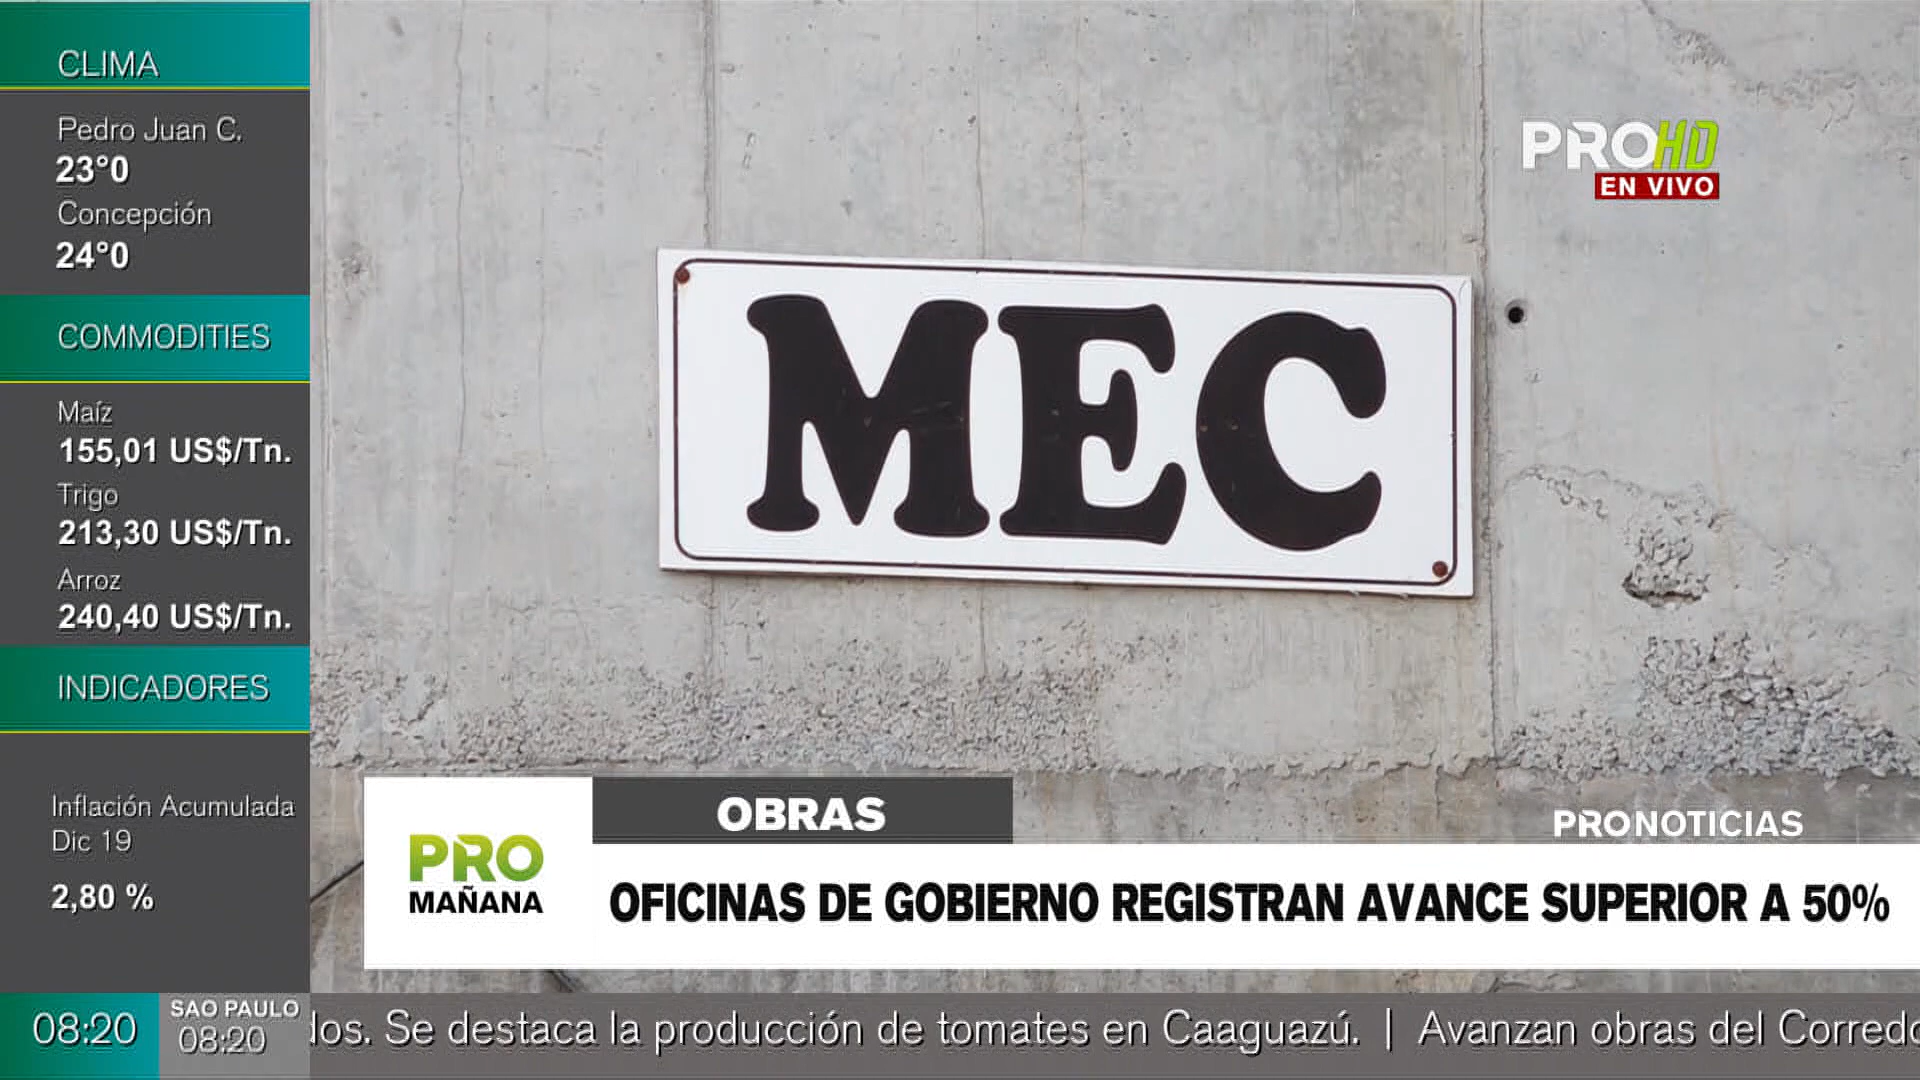 CLIMA
Pedro Juan C.
23°0
Concepción
24°0
COMMODITIES
Maíz
155,01 US$/Tn.
Trigo
213,30 US$/Tn.
Arroz
240,40 US$/Tn.
INDICADORES
Inflación Acumulada
Dic 19
2,80 %
PROHD
EN VIVO
MEC
OBRAS
PRONOTICIAS
PRO
MAÑANA
OFICINAS DE GOBIERNO REGISTRAN AVANCE SUPERIOR A 50%
08:20
SAO PAULO
08:20
dos. Se destaca la producción de tomates en Caaguazú. | Avanzan obras del Corredo